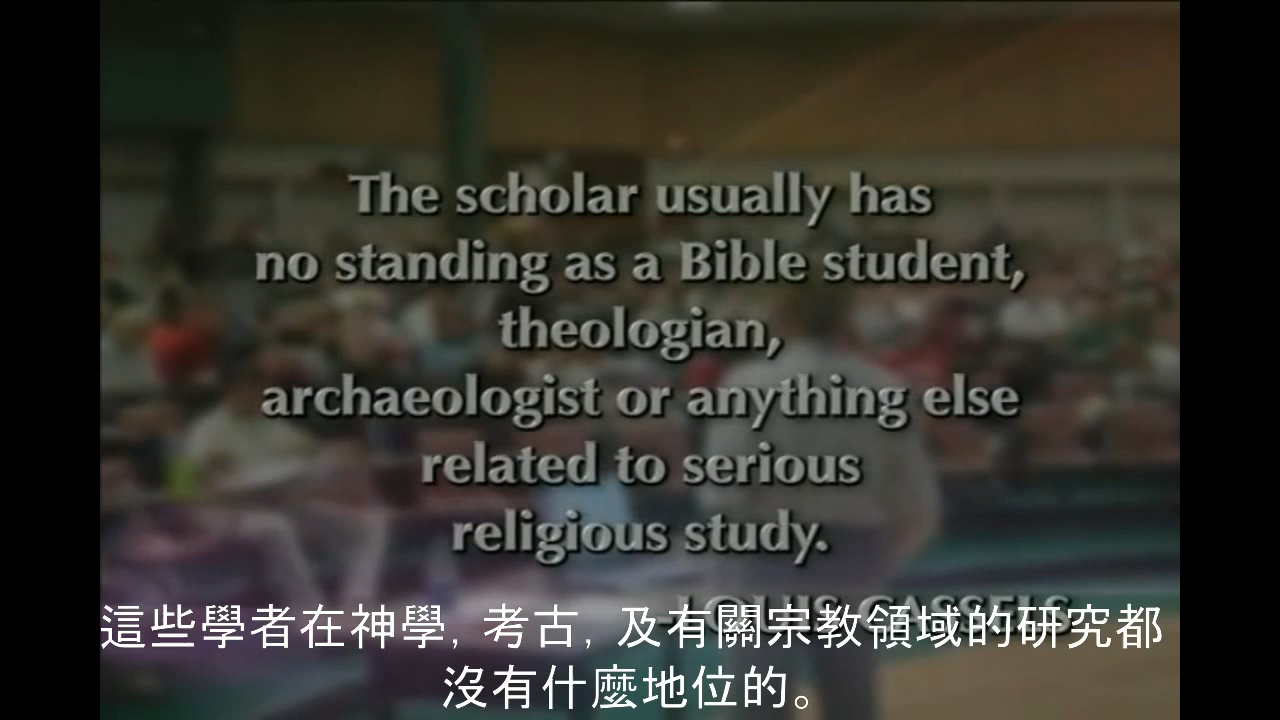 The scholar usually has
no standing as a Bible student,
theologian,
archaeologist or anything else
related to serious
religious study.
LOUIS CASSELS
這些學者在神學, 考古, 及有關宗教領域的研究都
沒有什麼地位的。